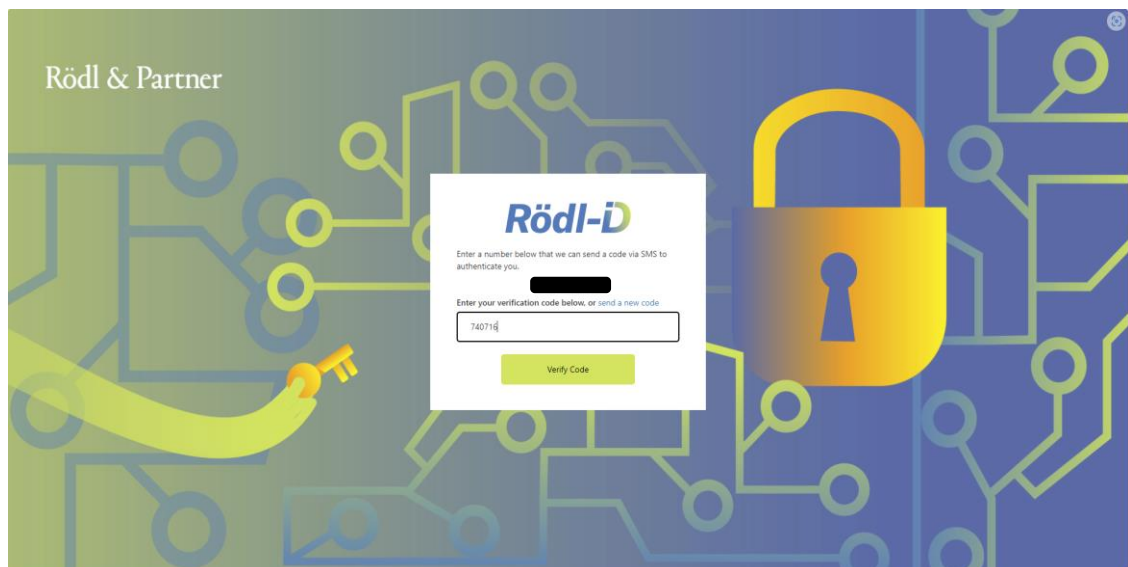 Rödl & Partner
Rödl-iD
Enter a number below that we can send a code via SMS to
authenticate you.
Enter your verification code below, or send a new code
740716
Verify Code